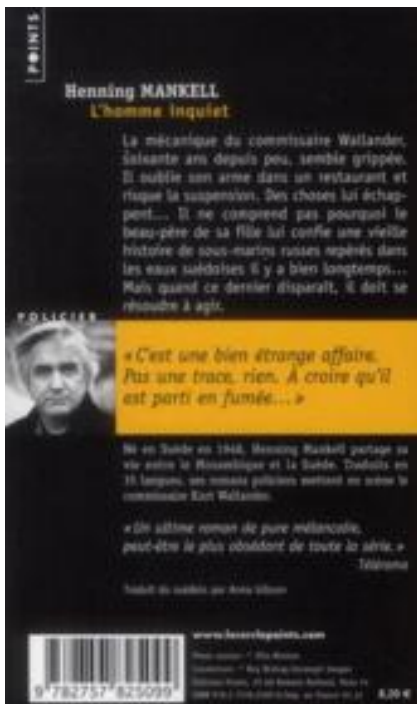 POINTS
Henning MANKELL
L'homme inquiet
La mécanique du commissaire Wallander,
soixante ans depuis peu, semble grippée.
Il oublie son arme dans un restaurant et
risque la suspension. Des choses lui échap-
pent... Il ne comprend pas pourquoi le
beau-père de sa fille lui confie une vieille
histoire de sous-marins russes repérés dans
les eaux suédoises il y a bien longtemps...
Mais quand ce dernier disparaît, il doit se
résoudre à agir.
POLICIER
« C'est une bien étrange affaire.
Pas une trace, rien. À croire qu'il
est parti en fumée... »
Né en Suède en 1948, Henning Mankell partage sa
vie entre le Mozambique et la Suède. Traduits en
35 langues, ses romans policiers mettent en scène le
commissaire Kurt Wallander.
« Un ultime roman de pure mélancolie,
peut-être le plus obsédant de toute la série. »
Télérama
Traduit du suédois par Anna Gibson
www.lecerclepoints.com
9 782757 825099
8,20 €